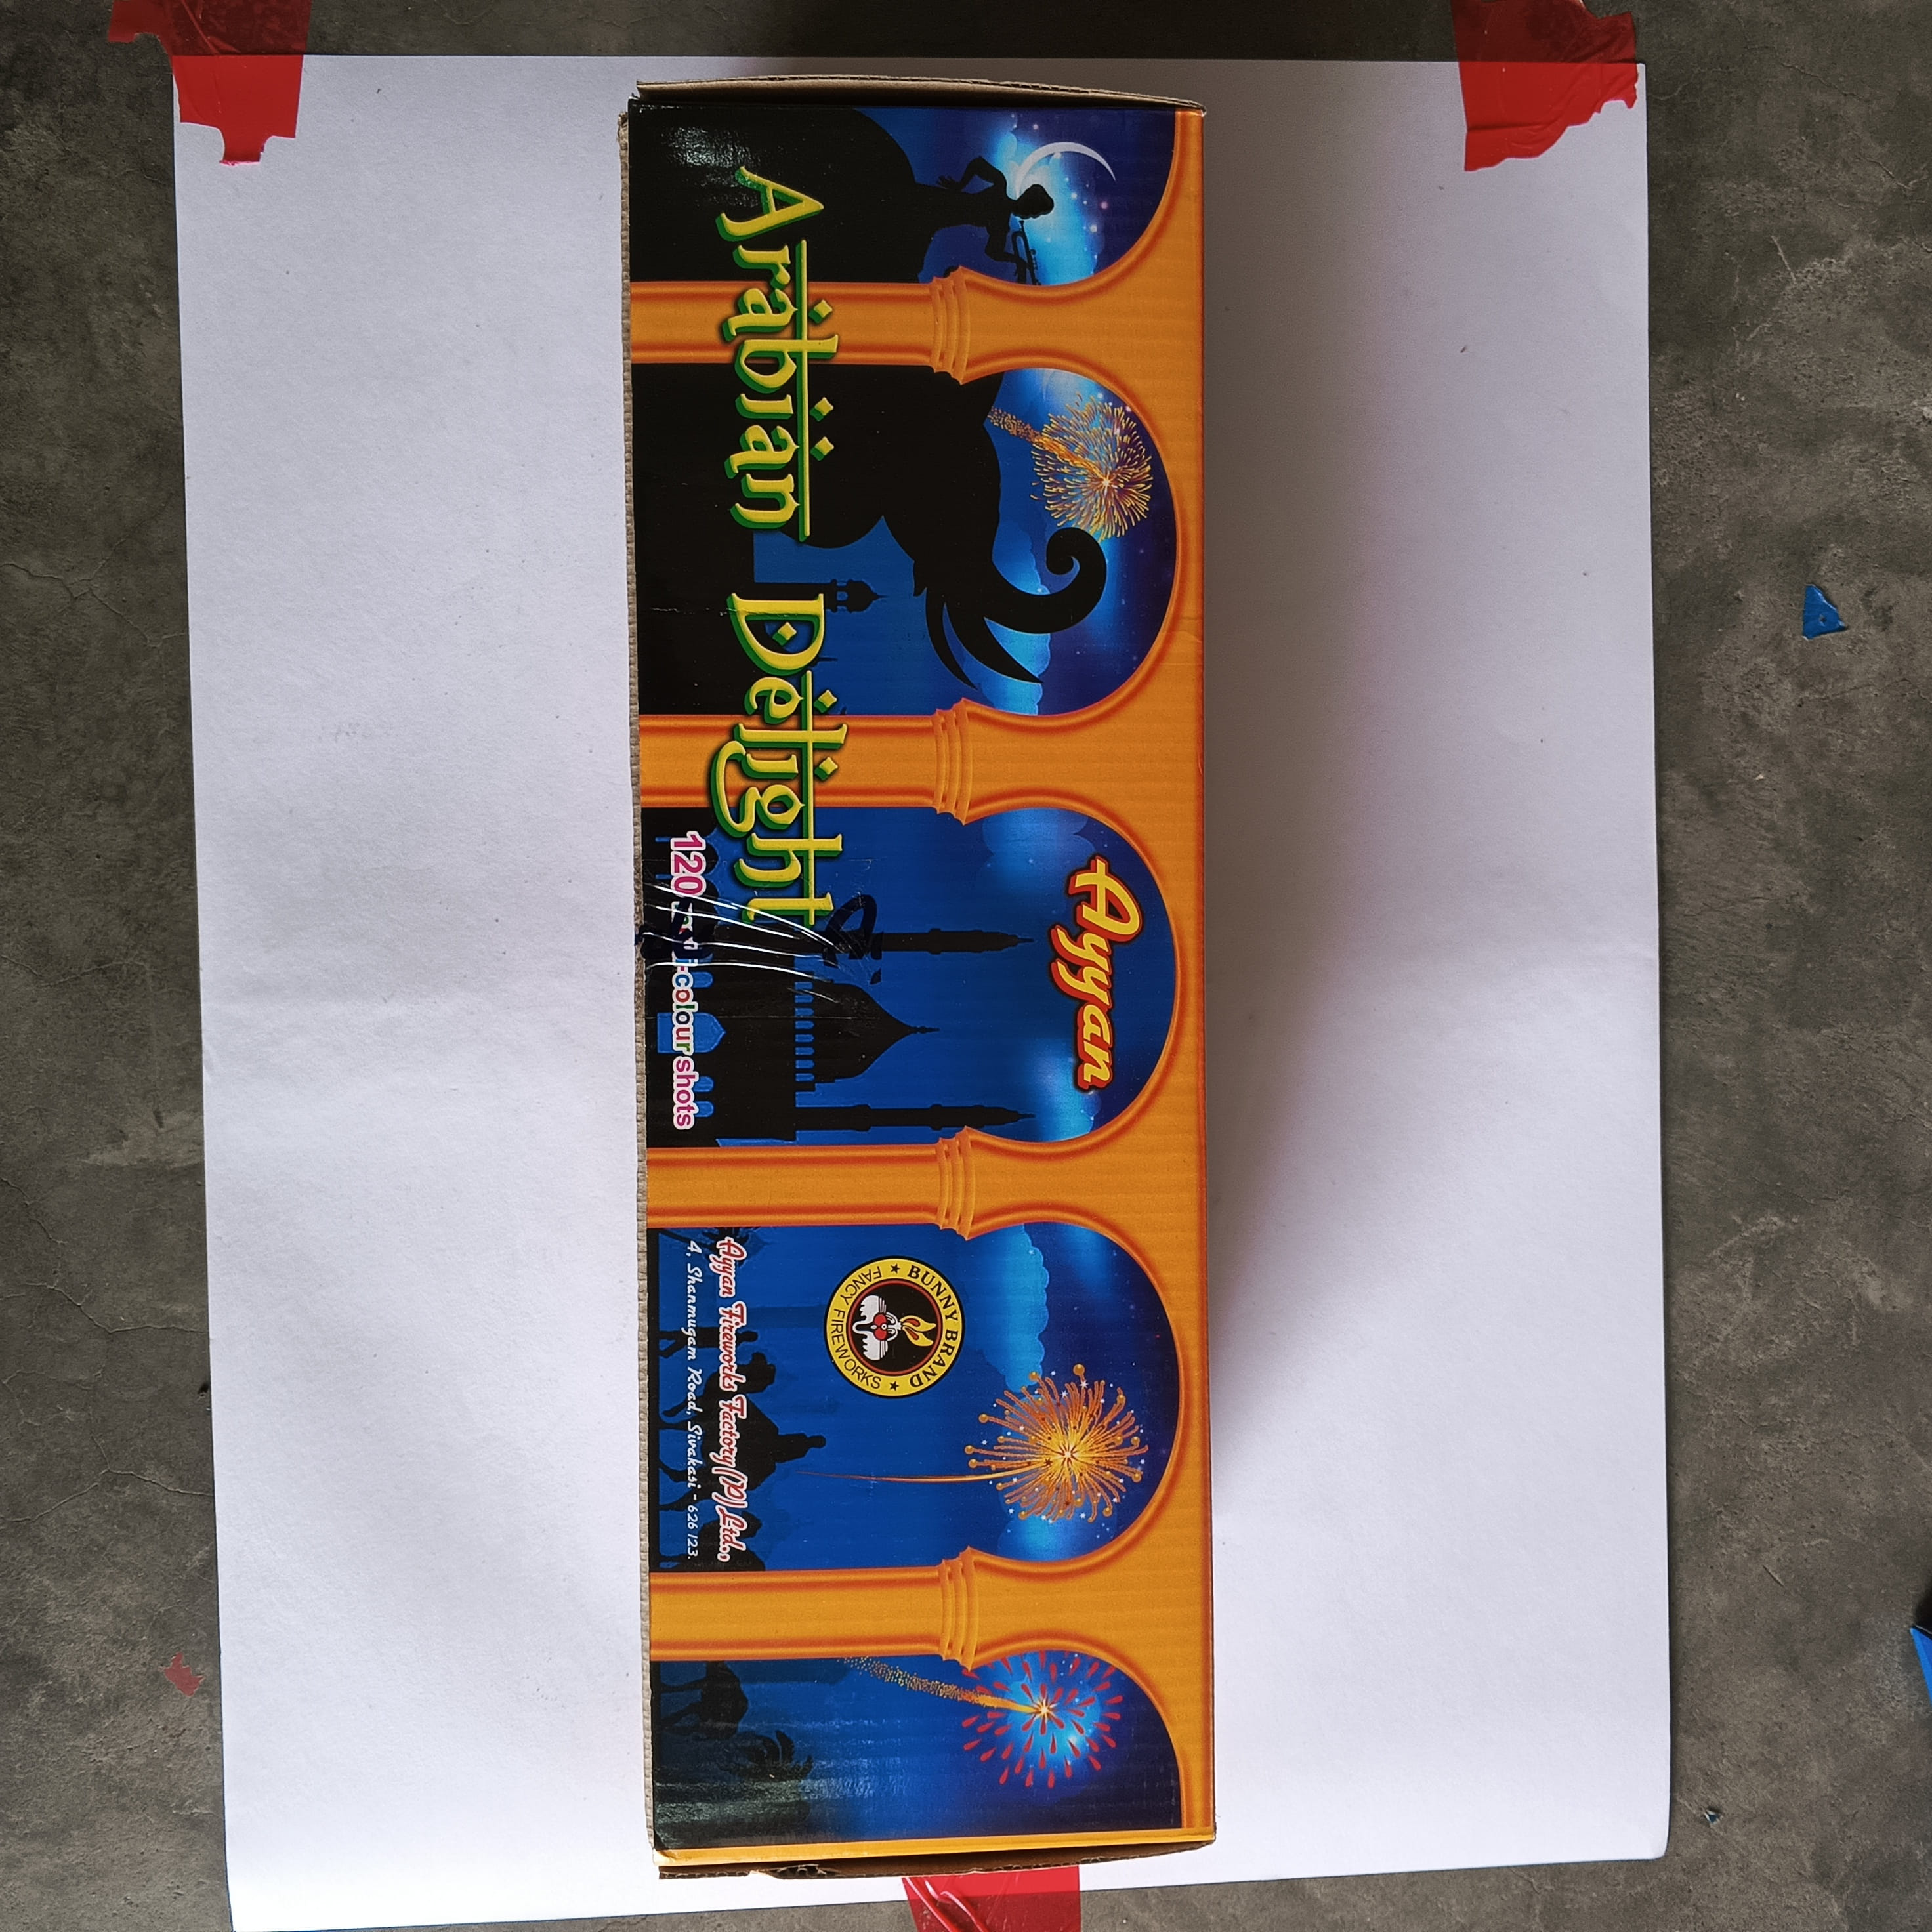 Ayyan
BUNNY BRAND
FANCY FIREWORKS
Arabian Delight
120 multi-colour shots
Ayyan Fireworks Factory (P) Ltd.,
4, Shanmugam Road, Sivakasi - 626 123.